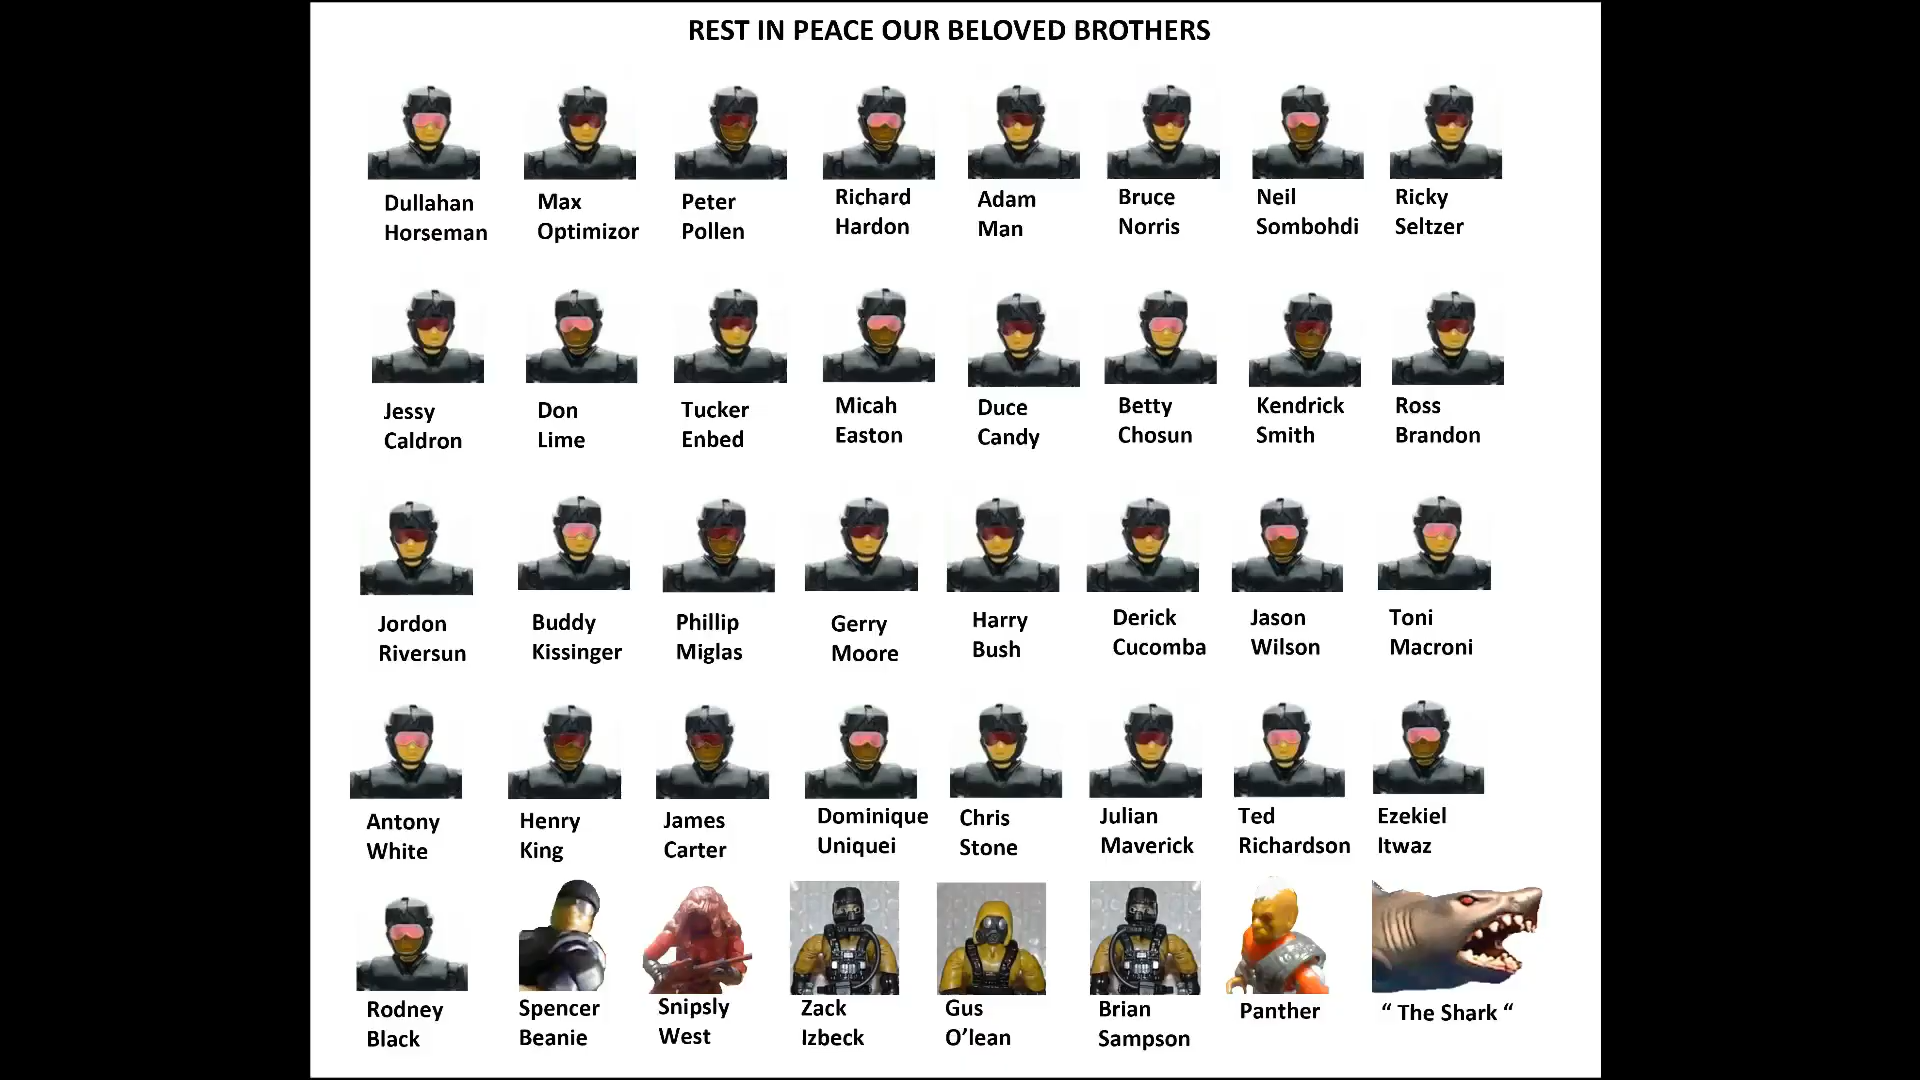 REST IN PEACE OUR BELOVED BROTHERS
Dullahan
Horseman
Max
Optimizor
Peter
Pollen
Richard
Hardon
Adam
Man
Bruce
Norris
Neil
Sombohdi
Ricky
Seltzer
Jessy
Caldron
Don
Lime
Tucker
Enbed
Micah
Easton
Duce
Candy
Betty
Chosun
Kendrick
Smith
Ross
Brandon
Jordon
Riversun
Buddy
Kissinger
Phillip
Miglas
Gerry
Moore
Harry
Bush
Derick
Cucomba
Jason
Wilson
Toni
Macroni
Antony
White
Henry
King
James
Carter
Dominique
Uniquei
Chris
Stone
Julian
Maverick
Ted
Richardson
Ezekiel
Itwaz
Rodney
Black
Spencer
Beanie
Snipsly
West
Zack
Izbeck
Gus
O’lean
Brian
Sampson
Panther
“ The Shark “